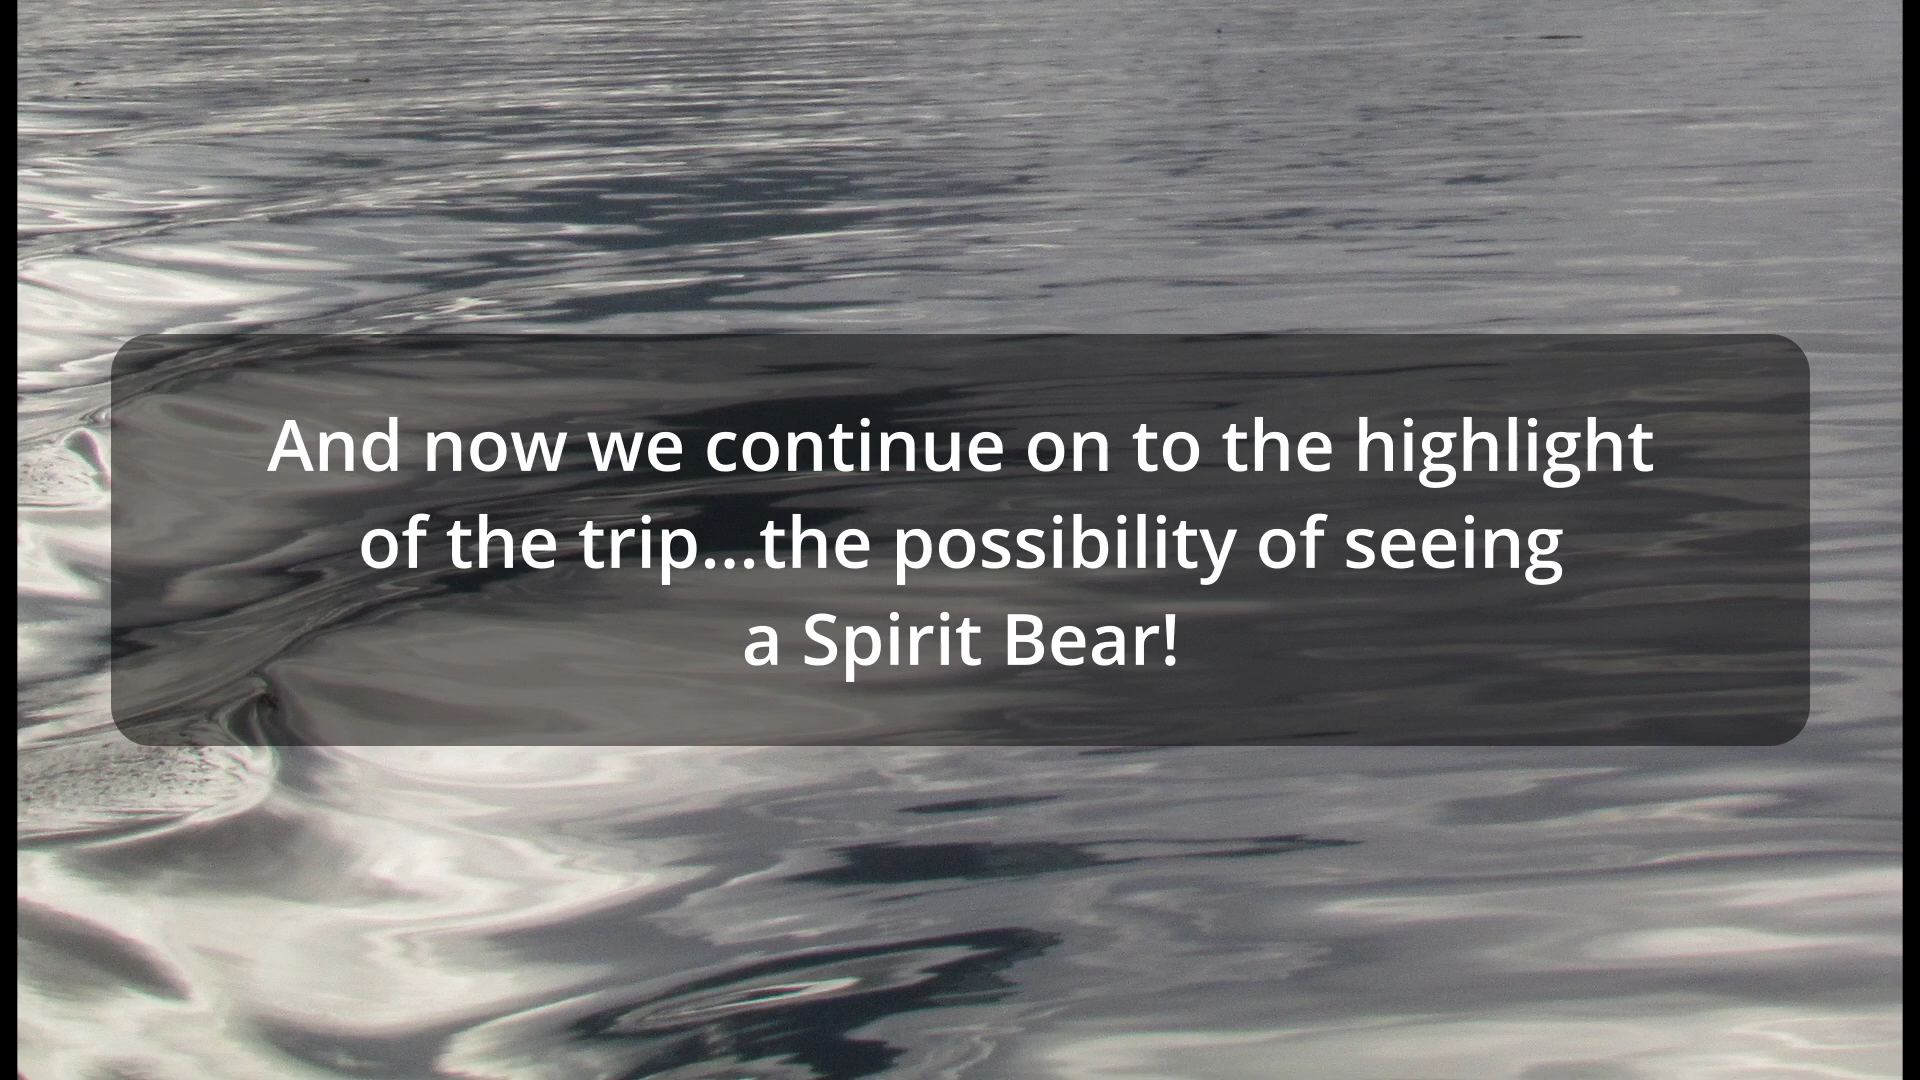 And now we continue on to the highlight
of the trip...the possibility of seeing
a Spirit Bear!